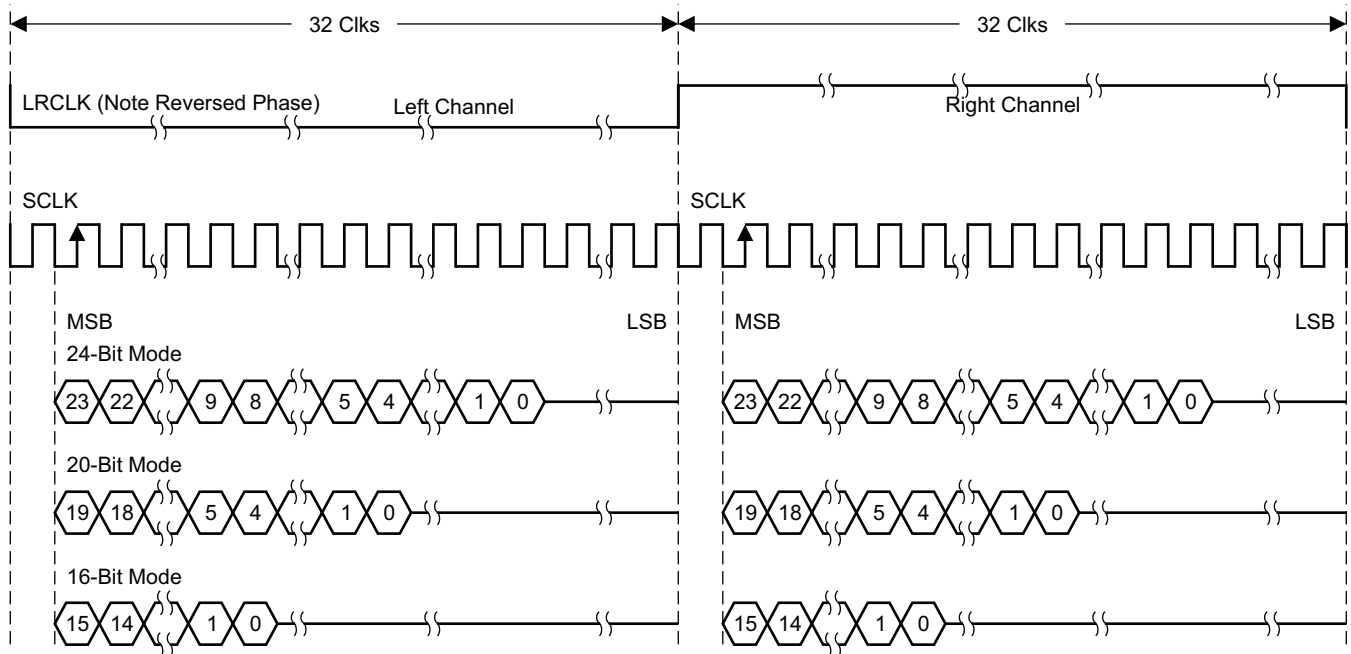 32 Clks 32 Clks
LRCLK (Note Reversed Phase) Left Channel Right Channel
SCLK SCLK
MSB LSB MSB LSB
24-Bit Mode
23 22 9 8 5 4 1 0 23 22 9 8 5 4 1 0
20-Bit Mode
19 18 5 4 1 0 19 18 5 4 1 0
16-Bit Mode
15 14 1 0 15 14 1 0